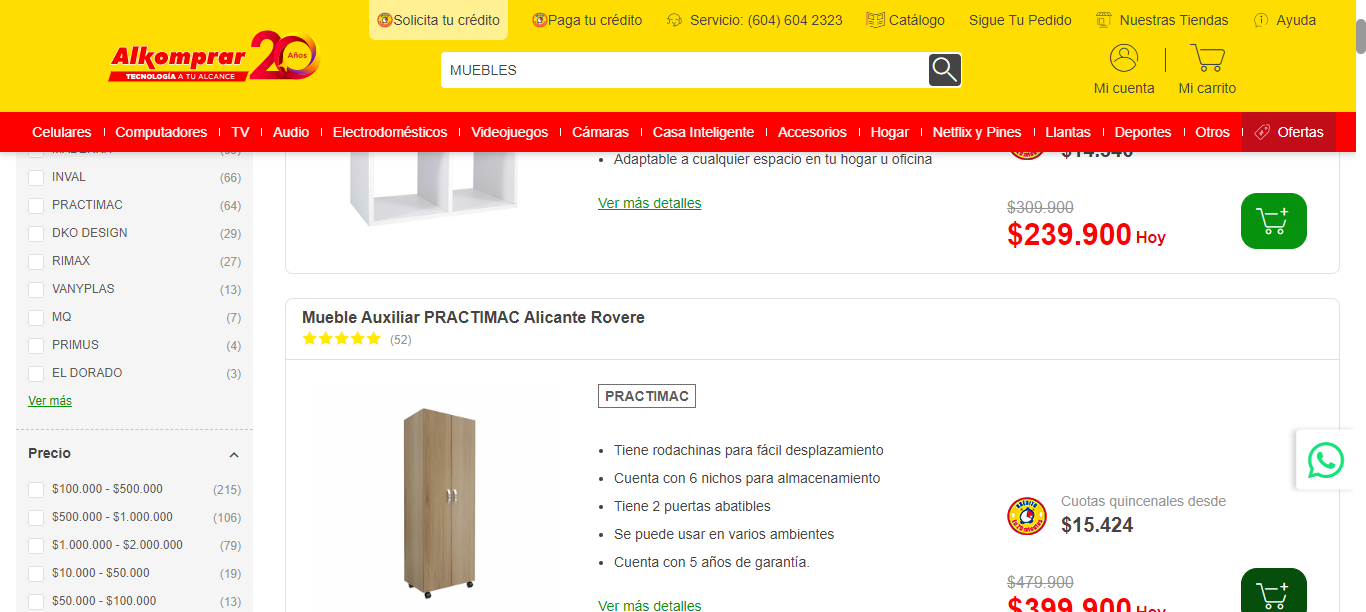 Solicita tu crédito
Paga tu crédito
Servicio: (604) 604 2323
Catálogo
Sigue Tu Pedido
Nuestras Tiendas
Ayuda
Alkomprar 20 Años
TECNOLOGÍA A TU ALCANCE
MUEBLES
Mi cuenta
Mi carrito
Celulares
Computadores
TV
Audio
Electrodomésticos
Videojuegos
Cámaras
Casa Inteligente
Accesorios
Hogar
Netflix y Pines
Llantas
Deportes
Otros
Ofertas
INVAL (66)
PRACTIMAC (64)
DKO DESIGN (29)
RIMAX (27)
VANYPLAS (13)
MQ (7)
PRIMUS (4)
EL DORADO (3)
Ver más
Precio
$100.000 - $500.000 (215)
$500.000 - $1.000.000 (106)
$1.000.000 - $2.000.000 (79)
$10.000 - $50.000 (19)
$50.000 - $100.000 (13)
• Adaptable a cualquier espacio en tu hogar u oficina
Ver más detalles
$309.900
$239.900 Hoy
Mueble Auxiliar PRACTIMAC Alicante Rovere
(52)
PRACTIMAC
• Tiene rodachinas para fácil desplazamiento
• Cuenta con 6 nichos para almacenamiento
• Tiene 2 puertas abatibles
• Se puede usar en varios ambientes
• Cuenta con 5 años de garantía.
Ver más detalles
Cuotas quincenales desde
$15.424
$479.900
$399.900 Hoy